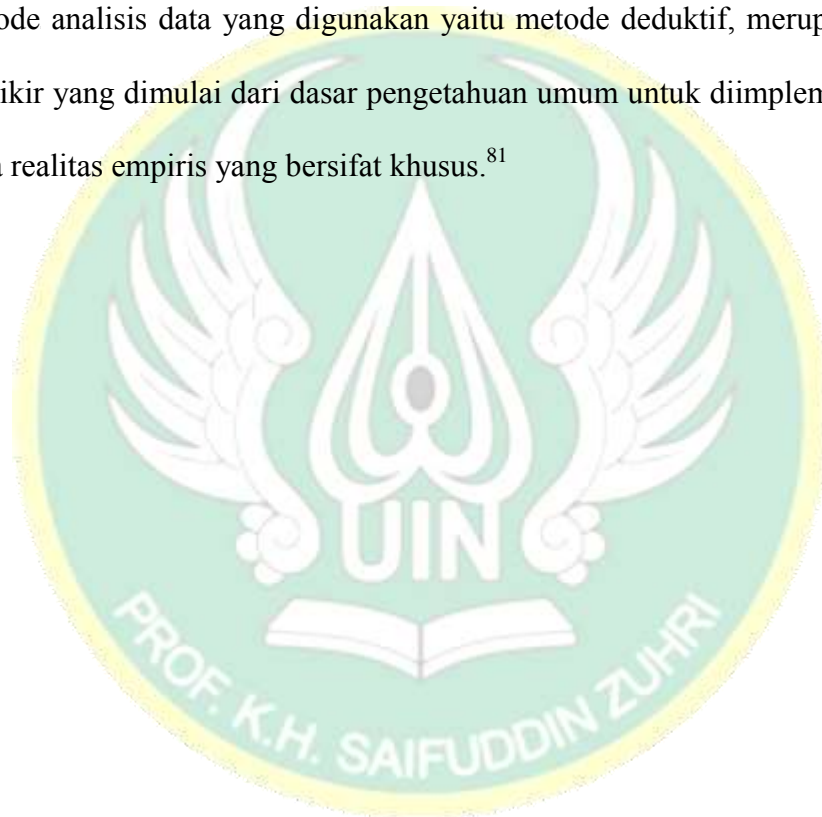 ode analisis data yang digunakan yaitu metode deduktif, merup
ikir yang dimulai dari dasar pengetahuan umum untuk diimplem
a realitas empiris yang bersifat khusus.81
UIN
PROF. K.H. SAIFUDDIN ZUHRI